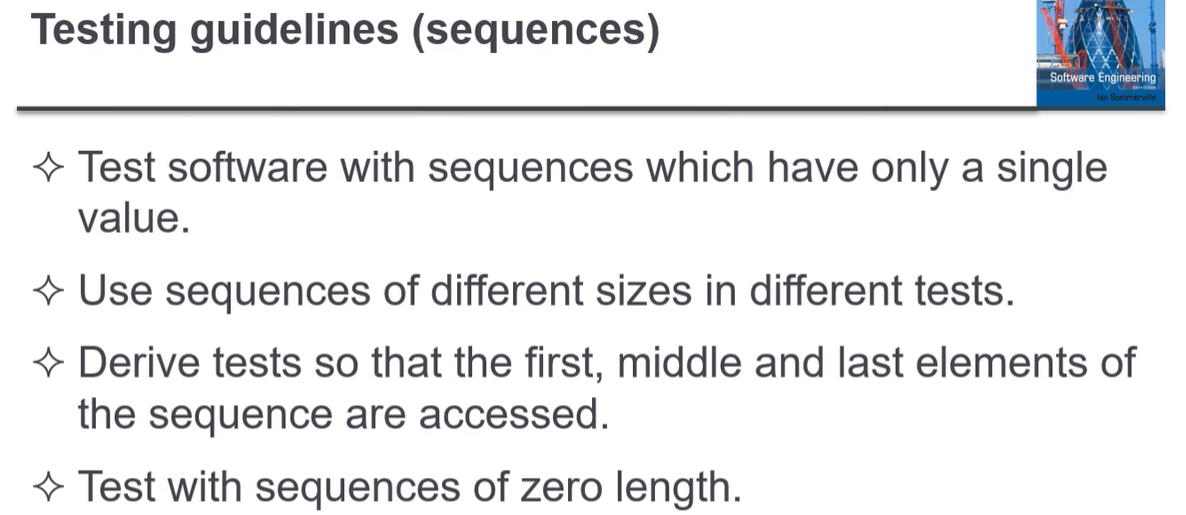 Testing guidelines (sequences)
Software Engineering
Ian Sommerville
✧ Test software with sequences which have only a single
value.
✧ Use sequences of different sizes in different tests.
✧ Derive tests so that the first, middle and last elements of
the sequence are accessed.
✧ Test with sequences of zero length.